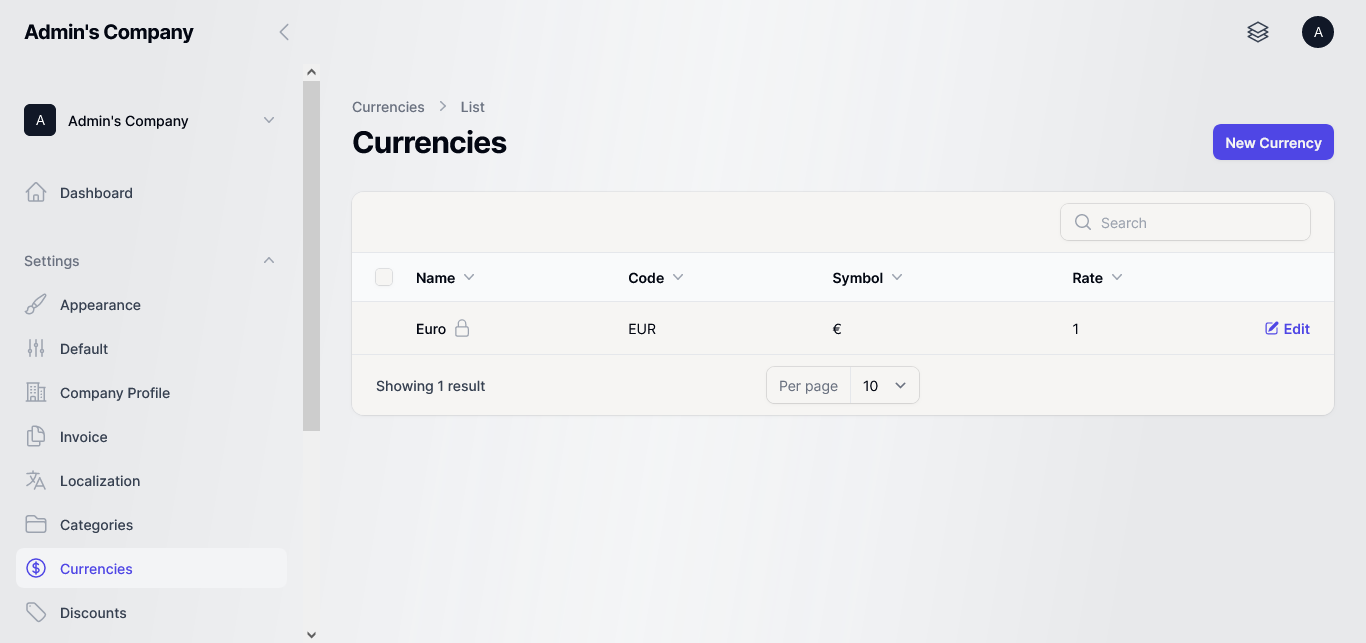 Admin's Company
A
A
Admin's Company
Dashboard
Settings
Appearance
Default
Company Profile
Invoice
Localization
Categories
Currencies
Discounts
Currencies > List
Currencies
New Currency
Search
Name Code Symbol Rate
Euro EUR € 1 Edit
Showing 1 result Per page 10